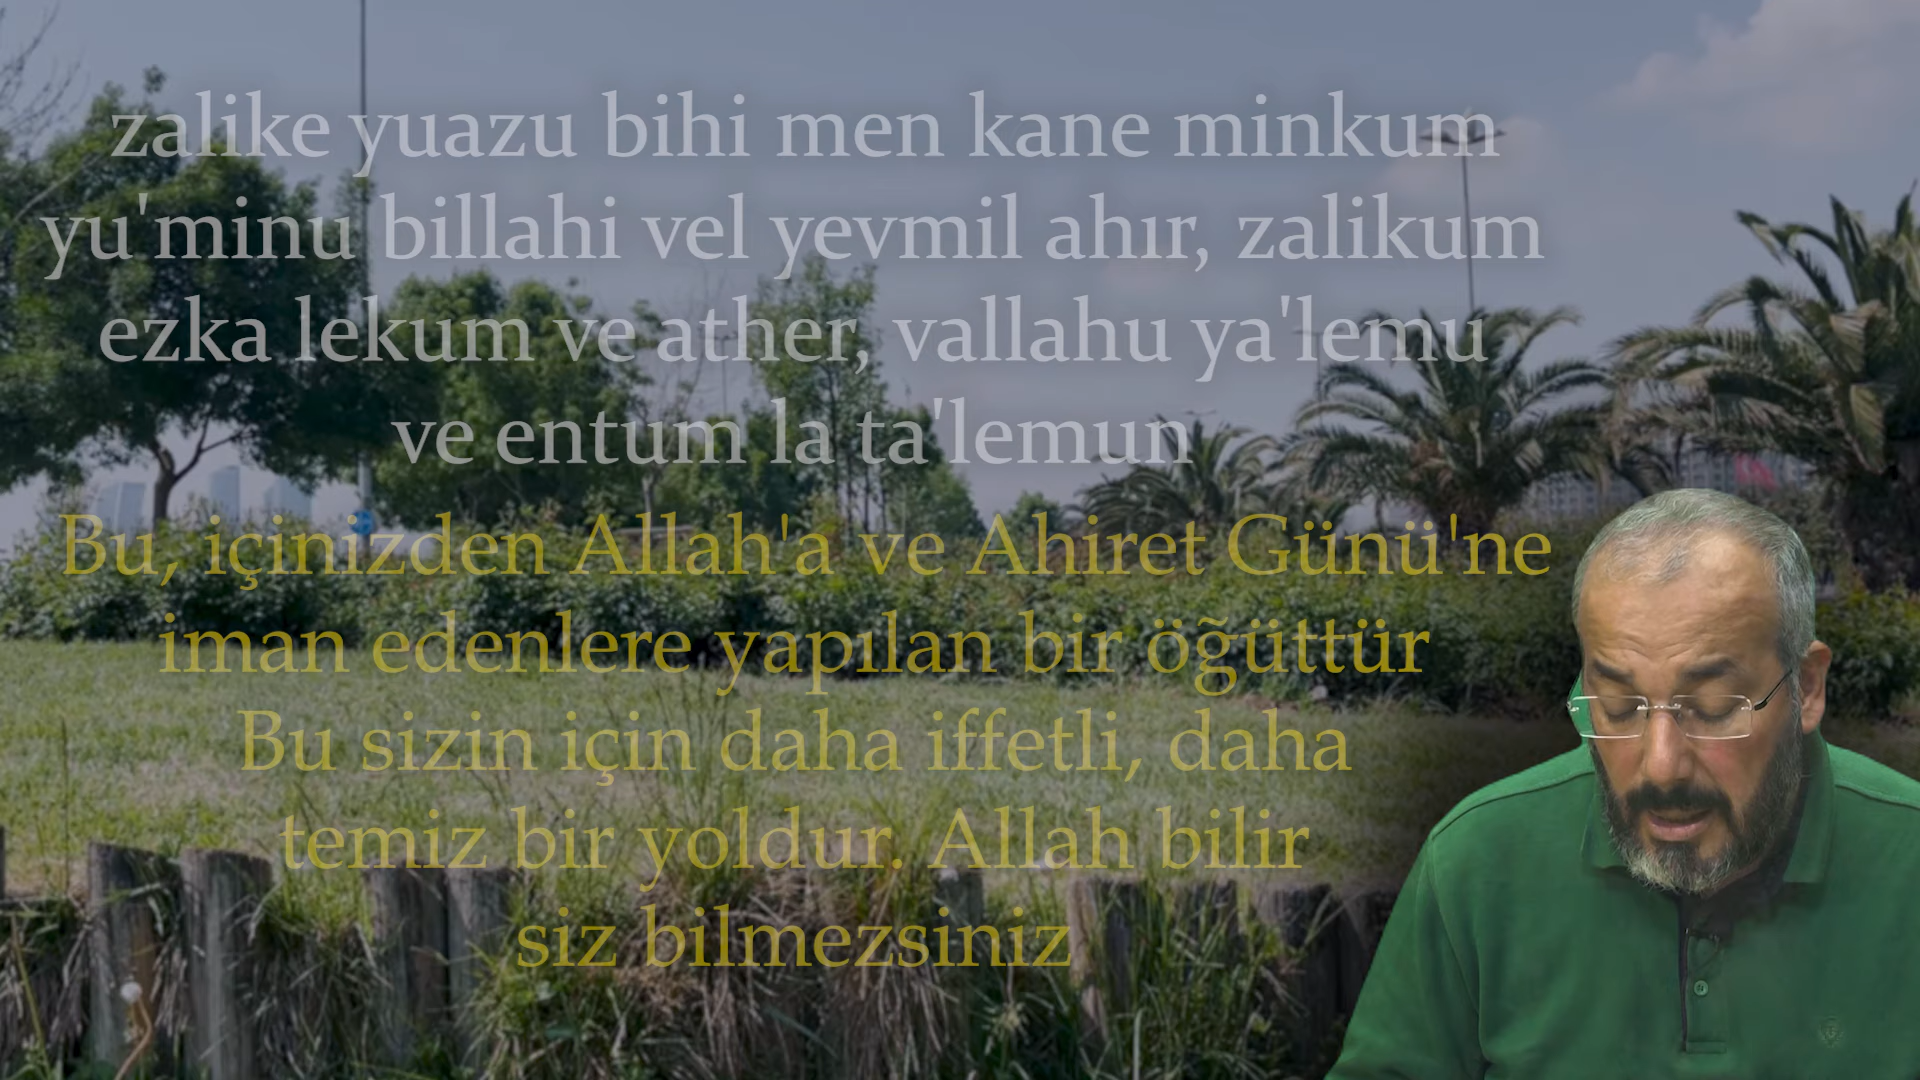 zalike yuazu bihi men kane minkum
yu'minu billahi vel yevmil ahır, zalikum
ezka lekum ve ather, vallahu ya'lemu
ve entum la ta'lemun
Bu, içinizden Allah'a ve Ahiret Günü'ne
iman edenlere yapılan bir öğüttür
Bu sizin için daha iffetli, daha
temiz bir yoldur. Allah bilir
siz bilmezsiniz